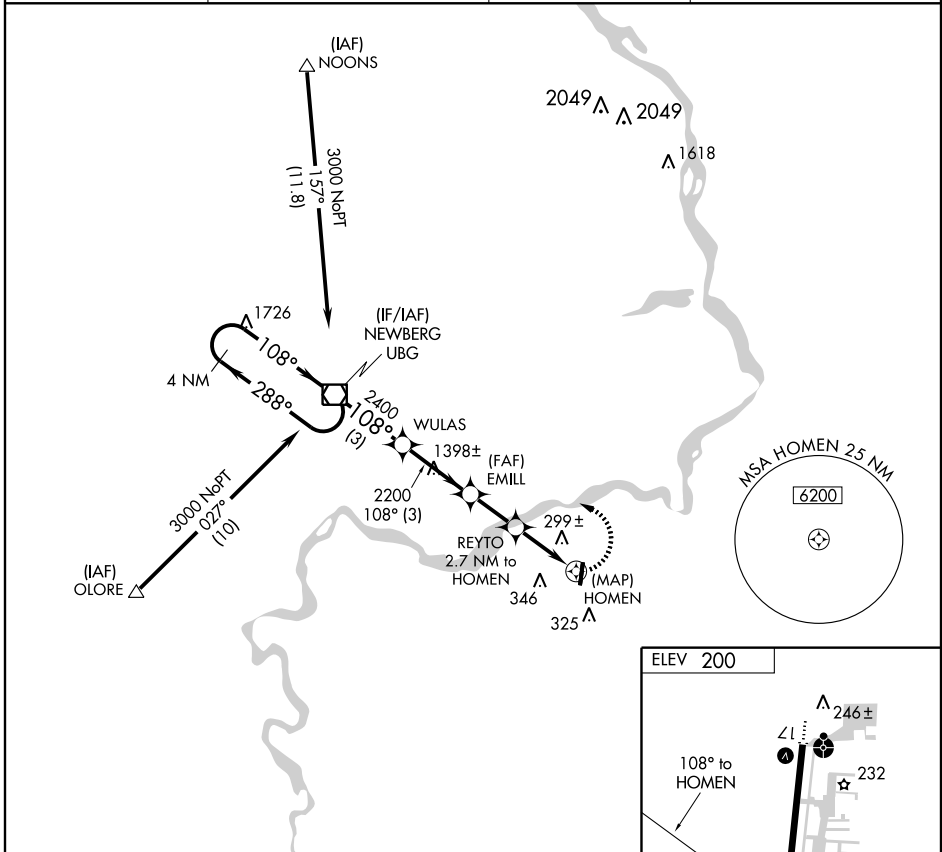 (IAF)
NOONS
2049
2049
1618
3000 NoPT
157°
(11.8)
1726
(IF/IAF)
NEWBERG
UBG
108°
4 NM
288°
2400
108°
(3)
WULAS
1398±
(FAF)
EMILL
2200
108° (3)
3000 NoPT
027°
(10)
(IAF)
OLORE
REYTO
2.7 NM to
HOMEN
299±
346
(MAP)
HOMEN
325
MSA HOMEN 25 NM
6200
ELEV 200
246±
17
V
232
108° to
HOMEN